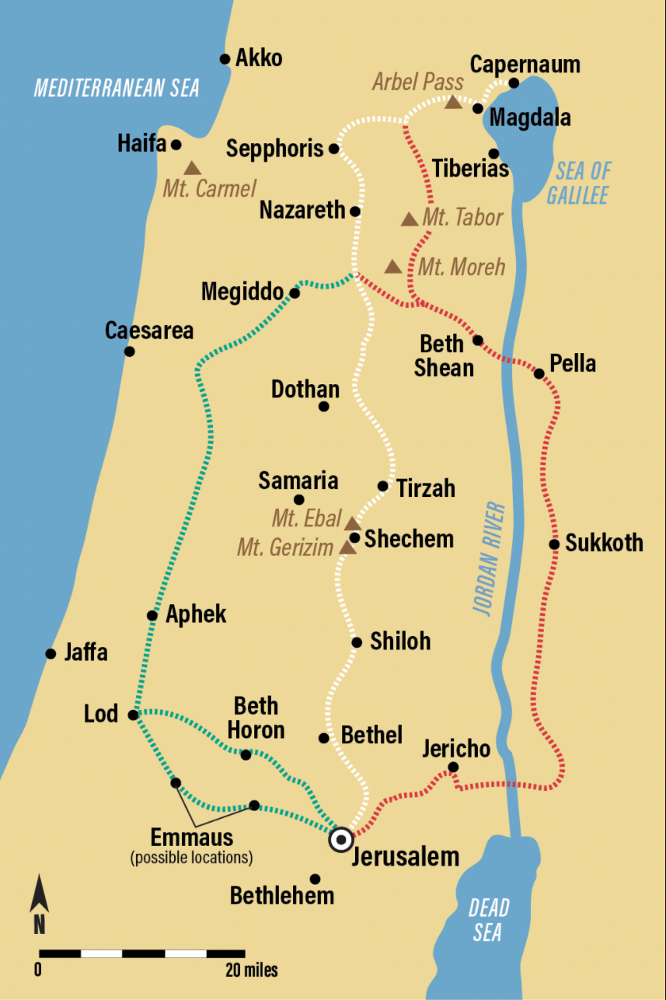 Akko
Capernaum
MEDITERRANEAN SEA
Arbel Pass
Magdala
Haifa
Sepphoris
Tiberias
SEA OF
GALILEE
Mt. Carmel
Nazareth
Mt. Tabor
Mt. Moreh
Megiddo
Caesarea
Beth
Shean
Pella
Dothan
Samaria
Tirzah
Mt. Ebal
Shechem
Mt. Gerizim
JORDAN RIVER
Sukkoth
Aphek
Jaffa
Shiloh
Lod
Beth
Horon
Bethel
Jericho
Emmaus
(possible locations)
Jerusalem
Bethlehem
DEAD
SEA
N
0
20 miles